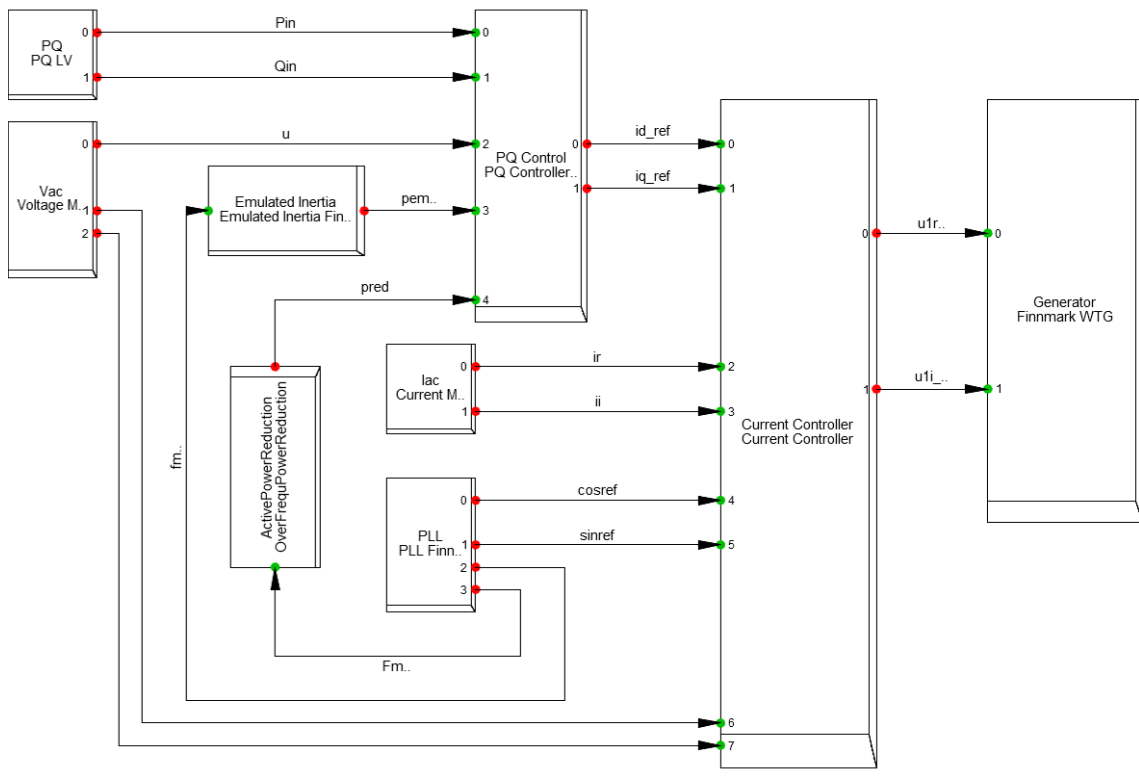 0
Pin
0
PQ
PQ LV
1
Qin
1
0
u
2
0
id_ref
0
PQ Control
PQ Controller..
1
iq_ref
1
Vac
Voltage M..
1
2
Emulated Inertia
Emulated Inertia Fin..
pem..
3
0
u1r..
0
pred
4
Generator
Finnmark WTG
0
ir
2
Iac
Current M..
1
ii
3
1
u1i_..
1
Current Controller
Current Controller
ActivePowerReduction
OverFrequPowerReduction
fm..
0
cosref
4
PLL
PLL Finn..
1
sinref
5
2
3
Fm..
6
7